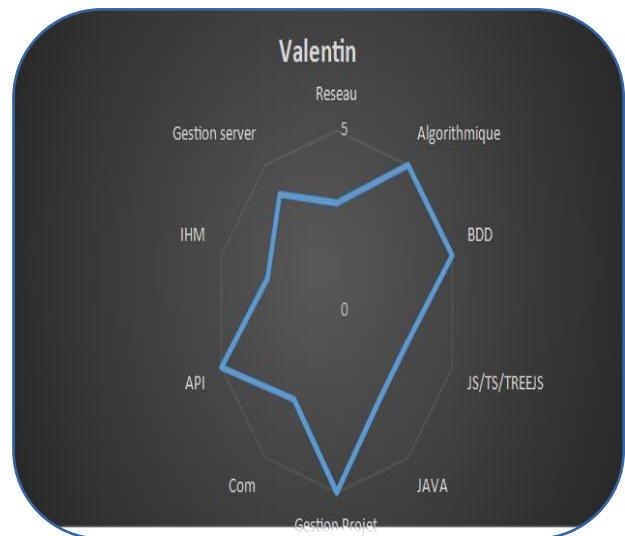 Valentin
Reseau
5
Gestion server
Algorithmique
IHM
BDD
0
API
JS/TS/TREEJS
Com
JAVA
Gestion Projet